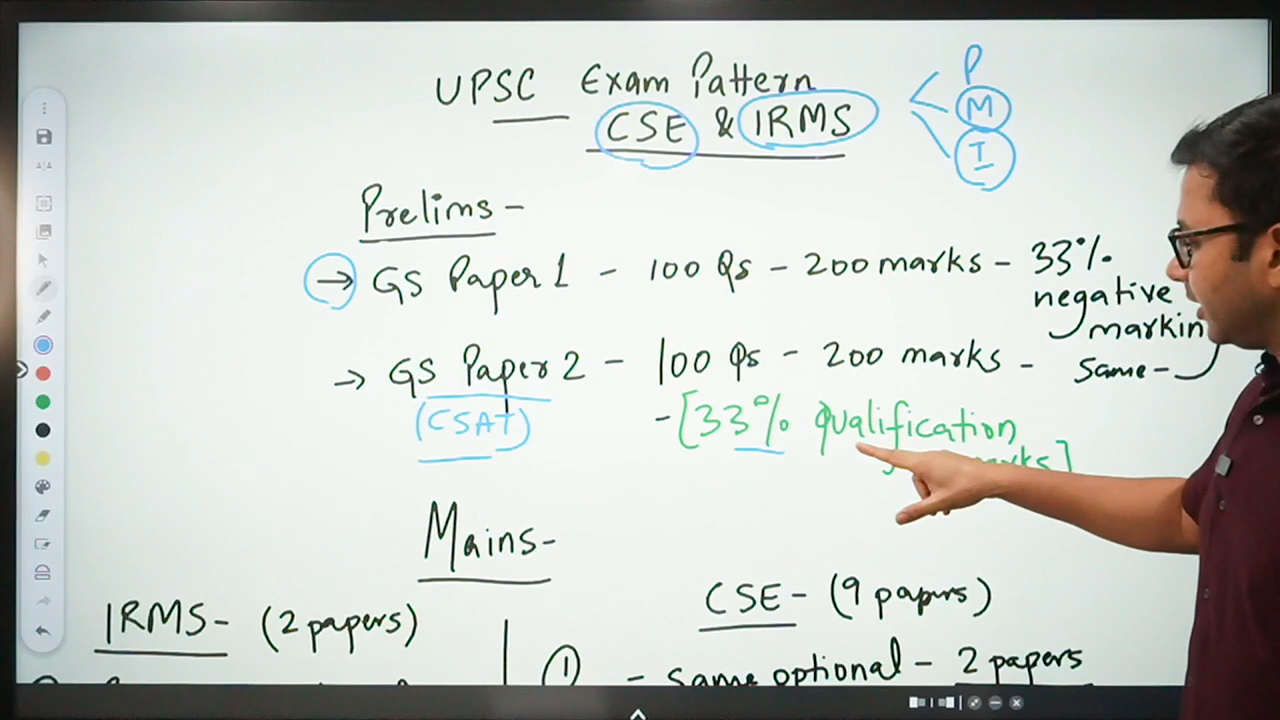 UPSC Exam Pattern
CSE & IRMS
P
M
I
Prelims -
→ GS Paper 1 - 100 Qs - 200 marks - 33%
negative
markin
→ GS Paper 2 - 100 Qs - 200 marks - same -
(CSAT)
- [33% qualification
marks]
Mains -
IRMS - (2 papers)
CSE - (9 papers)
①
- same optional - 2 papers